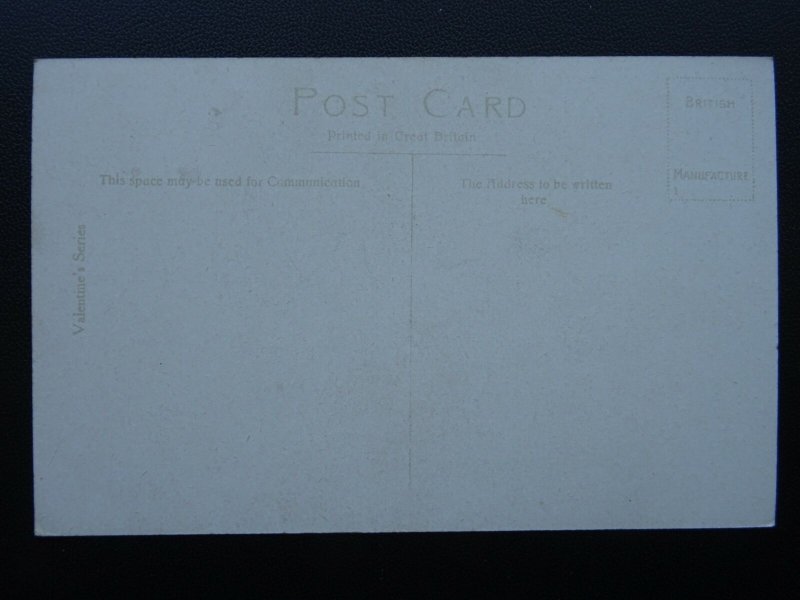 POST CARD
Printed in Great Britain
This space may be used for Communication
The Address to be written
here
BRITISH
MANUFACTURE
Valentine's Series